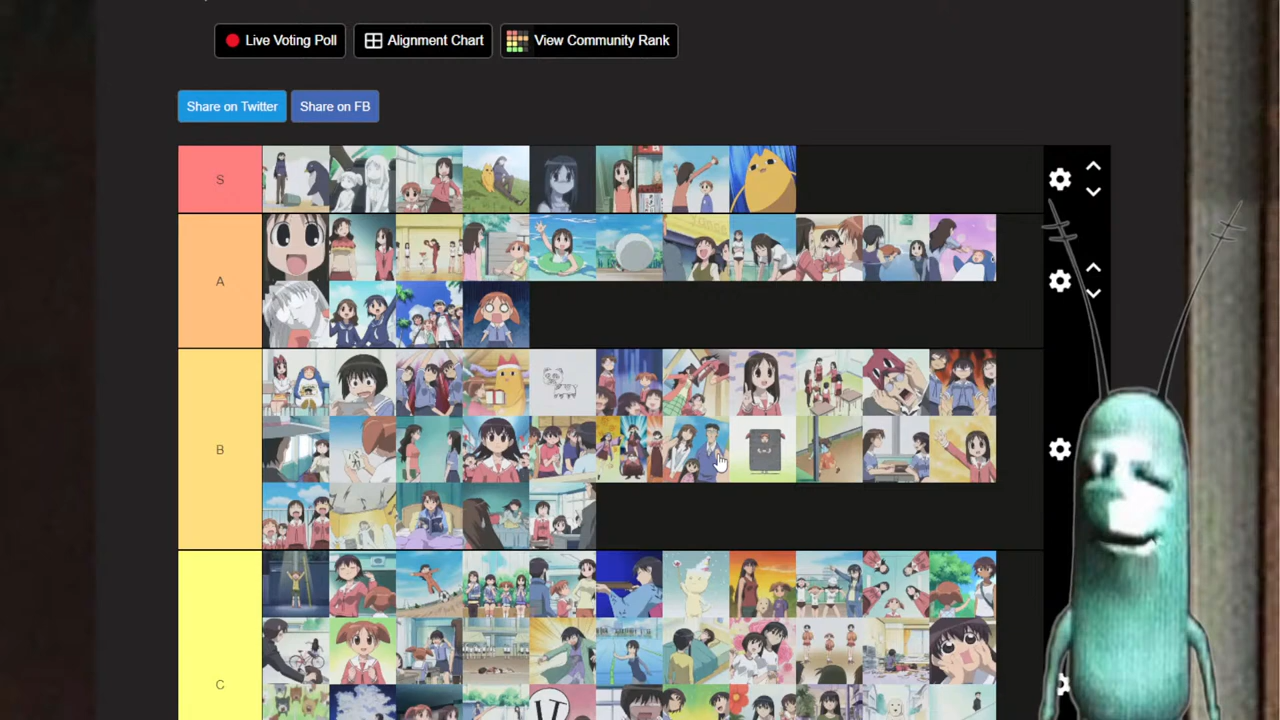 Live Voting Poll
Alignment Chart
View Community Rank
Share on Twitter
Share on FB
S
A
B
C